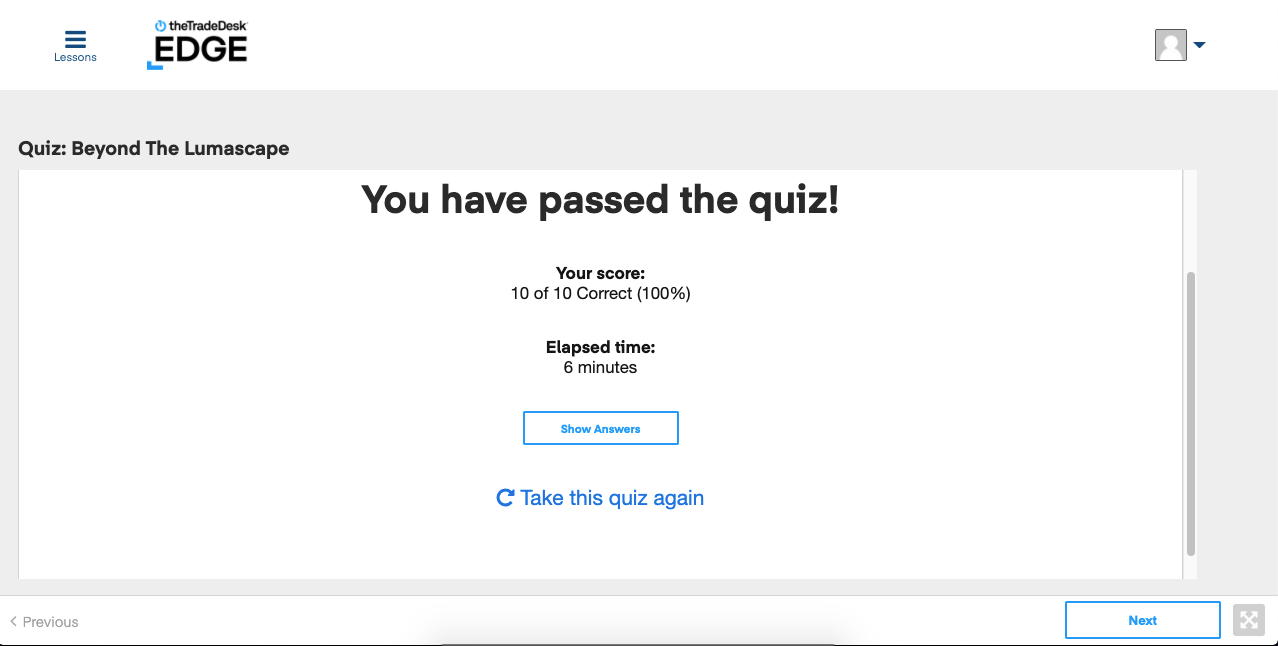 theTradeDesk
EDGE
Lessons
Quiz: Beyond The Lumascape
You have passed the quiz!
Your score:
10 of 10 Correct (100%)
Elapsed time:
6 minutes
Show Answers
Take this quiz again
Previous
Next